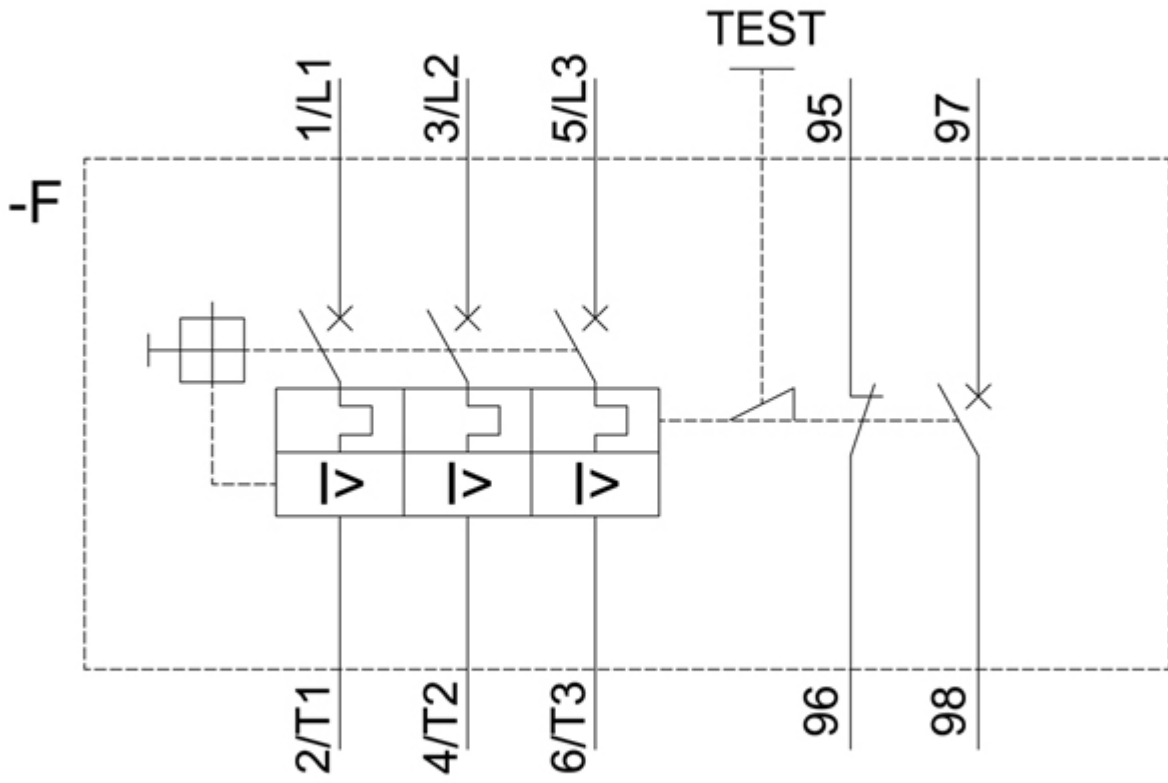 TEST
1/L1
3/L2
5/L3
95
97
-F
I>
I>
I>
2/T1
4/T2
6/T3
96
98